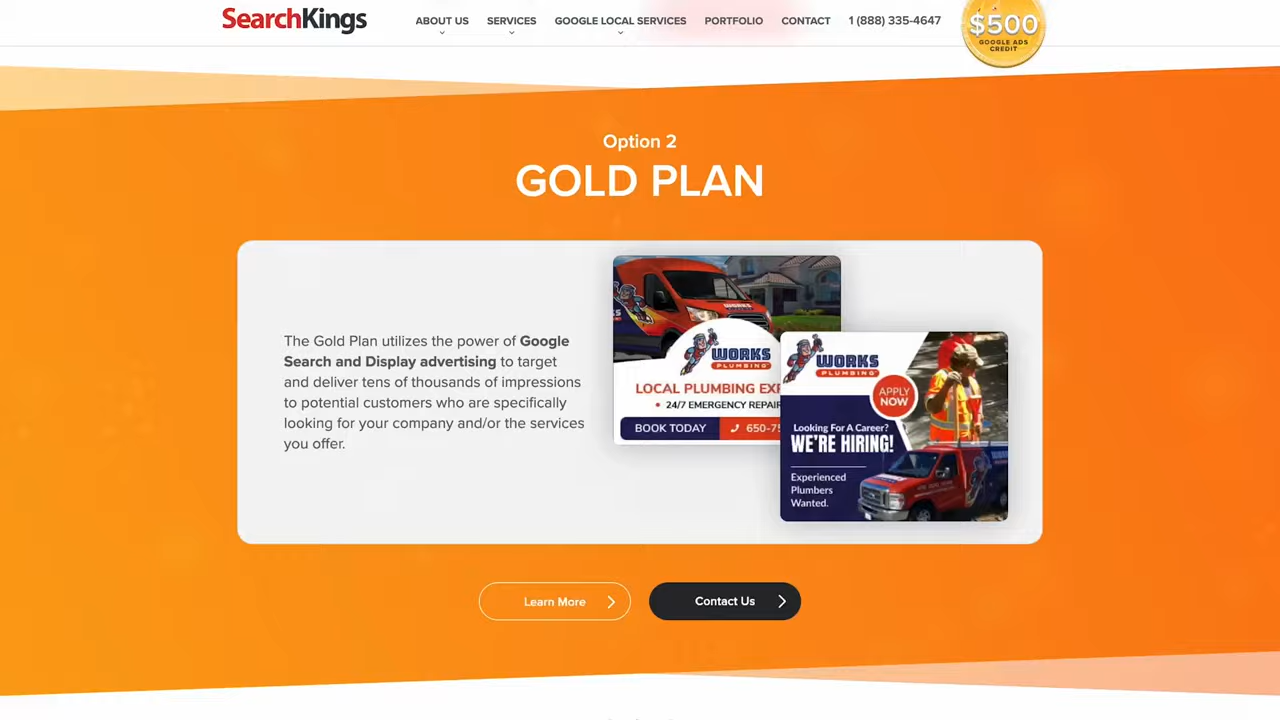 SearchKings
ABOUT US
SERVICES
GOOGLE LOCAL SERVICES
PORTFOLIO
CONTACT
1 (888) 335-4647
$500
GOOGLE ADS
CREDIT
Option 2
GOLD PLAN
The Gold Plan utilizes the power of Google
Search and Display advertising to target
and deliver tens of thousands of impressions
to potential customers who are specifically
looking for your company and/or the services
you offer.
WORKS
WORKS
PLUMBING
LOCAL PLUMBING EXP
• 24/7 EMERGENCY REPAIR
BOOK TODAY
650-75
WORKS
PLUMBING
APPLY
NOW
Looking For A Career?
WE'RE HIRING!
Experienced
Plumbers
Wanted.
Learn More
Contact Us